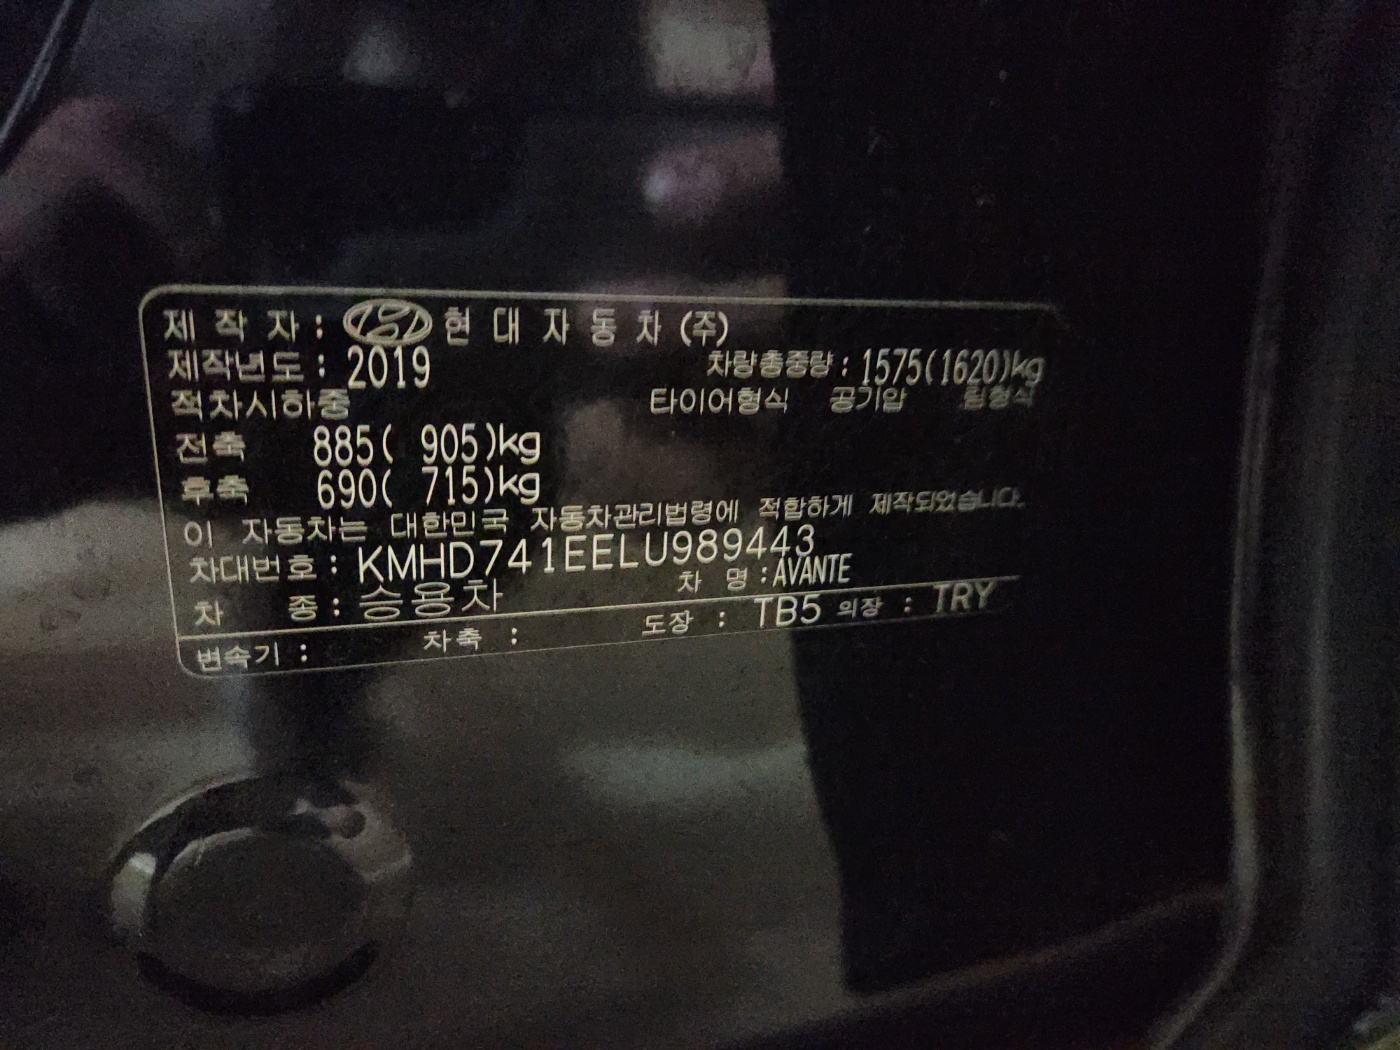 제 작 자 : 현 대 자 동 차 (주)
제작년도 : 2019 차량총중량 : 1575(1620)kg
적차시하중 타이어형식 공기압 림형식
전축 885( 905)kg
후축 690( 715)kg
이 자동차는 대한민국 자동차관리법령에 적합하게 제작되었습니다.
차대번호 : KMHD741EELU989443
차 종 : 승용차 차 명 : AVANTE
변속기 : 차축 : 도장 : TB5 의장 : TRY